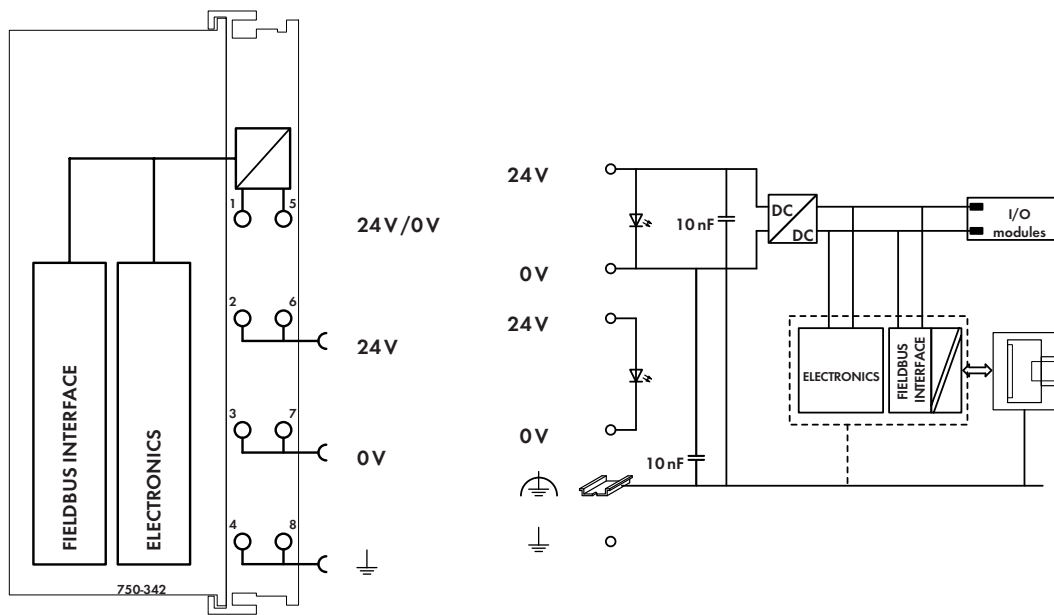 FIELDBUS INTERFACE
ELECTRONICS
750-342
1
5
24V/0V
2
6
24V
3
7
0V
4
8
24V
0V
24V
0V
10nF
10nF
DC
DC
I/O
modules
ELECTRONICS
FIELDBUS
INTERFACE